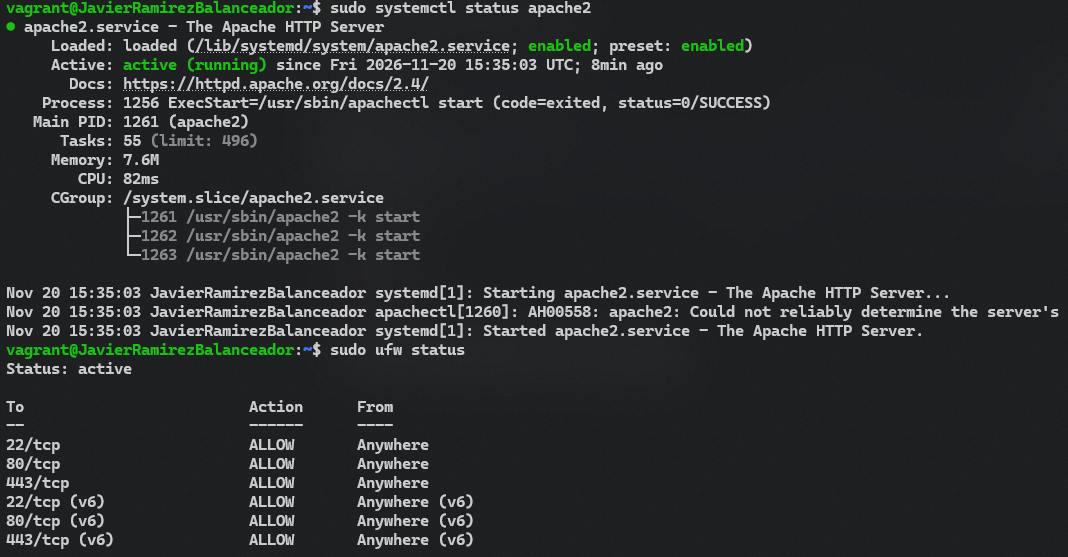 vagrant@JavierRamirezBalanceador:~$ sudo systemctl status apache2
● apache2.service - The Apache HTTP Server
     Loaded: loaded (/lib/systemd/system/apache2.service; enabled; preset: enabled)
     Active: active (running) since Fri 2026-11-20 15:35:03 UTC; 8min ago
       Docs: https://httpd.apache.org/docs/2.4/
    Process: 1256 ExecStart=/usr/sbin/apachectl start (code=exited, status=0/SUCCESS)
   Main PID: 1261 (apache2)
      Tasks: 55 (limit: 496)
     Memory: 7.6M
        CPU: 82ms
     CGroup: /system.slice/apache2.service
             ├─1261 /usr/sbin/apache2 -k start
             ├─1262 /usr/sbin/apache2 -k start
             └─1263 /usr/sbin/apache2 -k start

Nov 20 15:35:03 JavierRamirezBalanceador systemd[1]: Starting apache2.service - The Apache HTTP Server...
Nov 20 15:35:03 JavierRamirezBalanceador apachectl[1260]: AH00558: apache2: Could not reliably determine the server's
Nov 20 15:35:03 JavierRamirezBalanceador systemd[1]: Started apache2.service - The Apache HTTP Server.
vagrant@JavierRamirezBalanceador:~$ sudo ufw status
Status: active

To                         Action      From
--                         ------      ----
22/tcp                     ALLOW       Anywhere
80/tcp                     ALLOW       Anywhere
443/tcp                    ALLOW       Anywhere
22/tcp (v6)                ALLOW       Anywhere (v6)
80/tcp (v6)                ALLOW       Anywhere (v6)
443/tcp (v6)               ALLOW       Anywhere (v6)